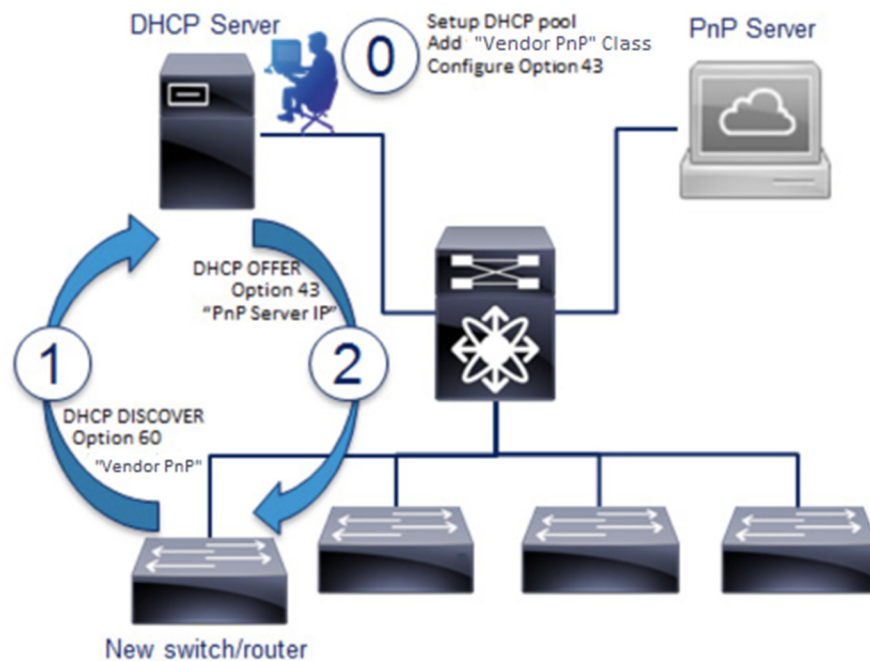 DHCP Server
0
Setup DHCP pool
Add "Vendor PnP" Class
Configure Option 43
PnP Server
DHCP OFFER
Option 43
“PnP Server IP”
1
2
DHCP DISCOVER
Option 60
"Vendor PnP"
New switch/router